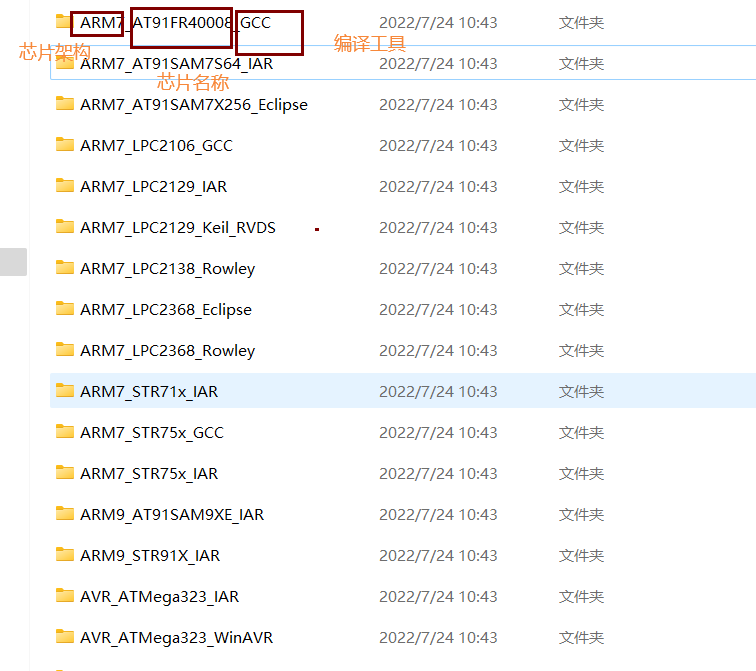 ARM7_AT91FR40008_GCC 2022/7/24 10:43 文件夹
芯片架构 编译工具
ARM7_AT91SAM7S64_IAR 2022/7/24 10:43 文件夹
芯片名称
ARM7_AT91SAM7X256_Eclipse 2022/7/24 10:43 文件夹
ARM7_LPC2106_GCC 2022/7/24 10:43 文件夹
ARM7_LPC2129_IAR 2022/7/24 10:43 文件夹
ARM7_LPC2129_Keil_RVDS 2022/7/24 10:43 文件夹
ARM7_LPC2138_Rowley 2022/7/24 10:43 文件夹
ARM7_LPC2368_Eclipse 2022/7/24 10:43 文件夹
ARM7_LPC2368_Rowley 2022/7/24 10:43 文件夹
ARM7_STR71x_IAR 2022/7/24 10:43 文件夹
ARM7_STR75x_GCC 2022/7/24 10:43 文件夹
ARM7_STR75x_IAR 2022/7/24 10:43 文件夹
ARM9_AT91SAM9XE_IAR 2022/7/24 10:43 文件夹
ARM9_STR91X_IAR 2022/7/24 10:43 文件夹
AVR_ATMega323_IAR 2022/7/24 10:43 文件夹
AVR_ATMega323_WinAVR 2022/7/24 10:43 文件夹